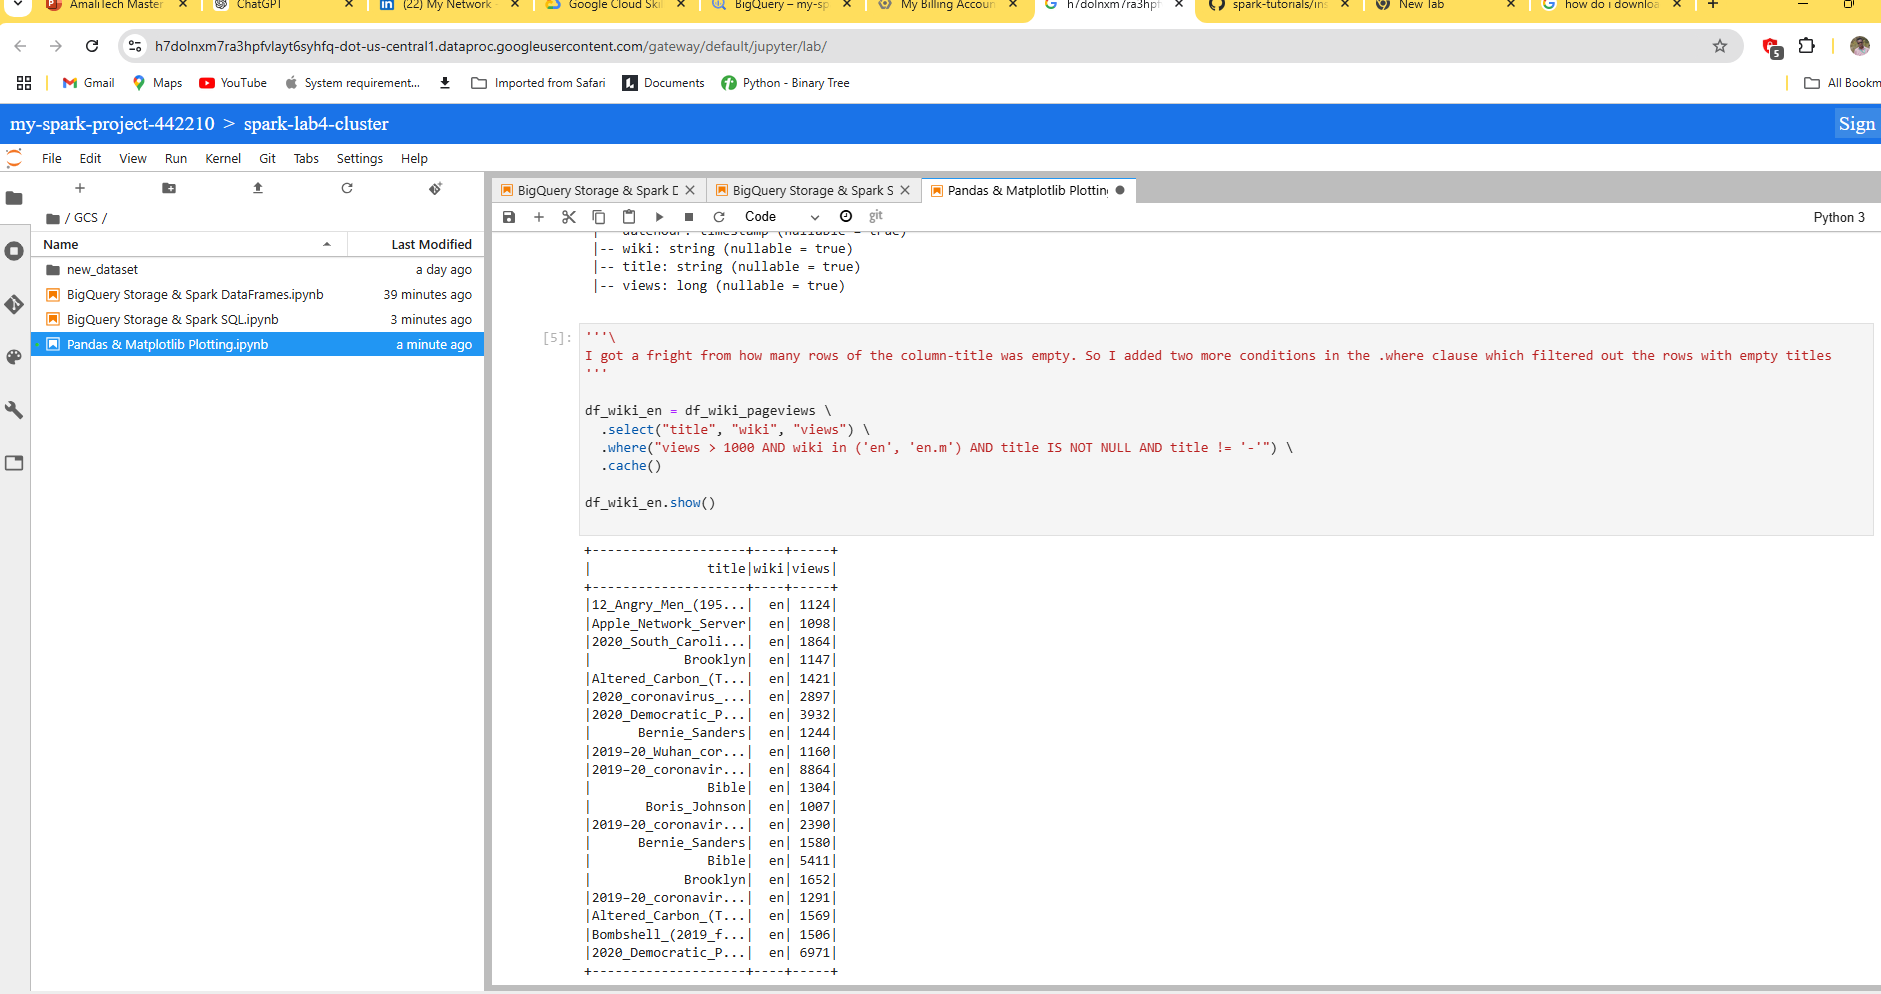 AmaliTech Master
ChatGPT
(22) My Network
Google Cloud Skil
BigQuery – my-sp
My Billing Accoun
h7dolnxm7ra3hpf
spark-tutorials/ins
New Tab
how do i downloa
h7dolnxm7ra3hpfvlayt6syhfq-dot-us-central1.dataproc.googleusercontent.com/gateway/default/jupyter/lab/
5
Gmail
Maps
YouTube
System requirement...
Imported from Safari
Documents
Python - Binary Tree
All Bookm
my-spark-project-442210 > spark-lab4-cluster
Sign
File Edit View Run Kernel Git Tabs Settings Help
BigQuery Storage & Spark D
BigQuery Storage & Spark S
Pandas & Matplotlib Plotting
Code
git
Python 3
/ GCS /
Name Last Modified
new_dataset a day ago
BigQuery Storage & Spark DataFrames.ipynb 39 minutes ago
BigQuery Storage & Spark SQL.ipynb 3 minutes ago
Pandas & Matplotlib Plotting.ipynb a minute ago
|-- datehour: timestamp (nullable = true)
|-- wiki: string (nullable = true)
|-- title: string (nullable = true)
|-- views: long (nullable = true)
[5]:
'''\
I got a fright from how many rows of the column-title was empty. So I added two more conditions in the .where clause which filtered out the rows with empty titles
'''
df_wiki_en = df_wiki_pageviews \
.select("title", "wiki", "views") \
.where("views > 1000 AND wiki in ('en', 'en.m') AND title IS NOT NULL AND title != '-'") \
.cache()
df_wiki_en.show()
+--------------------+----+-----+
|               title|wiki|views|
+--------------------+----+-----+
|12_Angry_Men_(195...|  en| 1124|
|Apple_Network_Server|  en| 1098|
|2020_South_Caroli...|  en| 1864|
|            Brooklyn|  en| 1147|
|Altered_Carbon_(T...|  en| 1421|
|2020_coronavirus_...|  en| 2897|
|2020_Democratic_P...|  en| 3932|
|      Bernie_Sanders|  en| 1244|
|2019–20_Wuhan_cor...|  en| 1160|
|2019–20_coronavir...|  en| 8864|
|               Bible|  en| 1304|
|       Boris_Johnson|  en| 1007|
|2019–20_coronavir...|  en| 2390|
|      Bernie_Sanders|  en| 1580|
|               Bible|  en| 5411|
|            Brooklyn|  en| 1652|
|2019–20_coronavir...|  en| 1291|
|Altered_Carbon_(T...|  en| 1569|
|Bombshell_(2019_f...|  en| 1506|
|2020_Democratic_P...|  en| 6971|
+--------------------+----+-----+